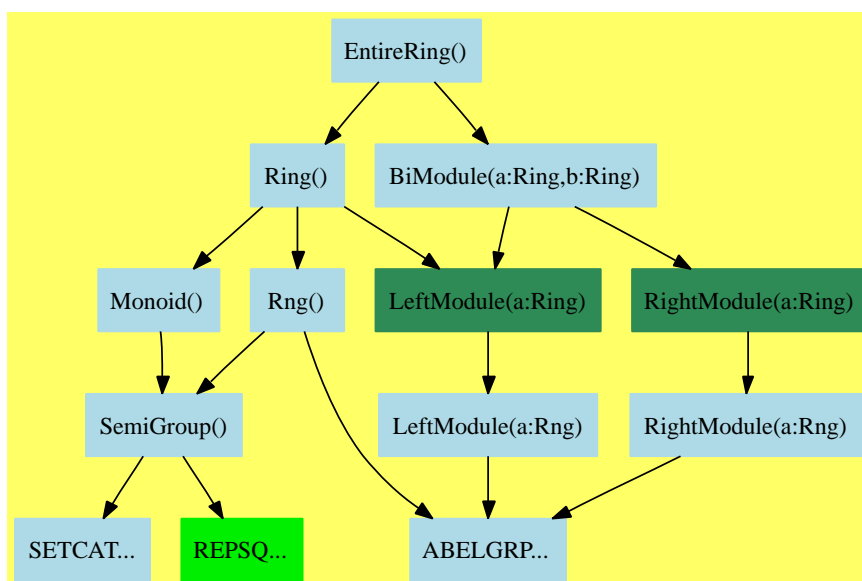 EntireRing()
Ring()
BiModule(a:Ring,b:Ring)
Monoid()
Rng()
LeftModule(a:Ring)
RightModule(a:Ring)
SemiGroup()
LeftModule(a:Rng)
RightModule(a:Rng)
SETCAT...
REPSQ...
ABELGRP...